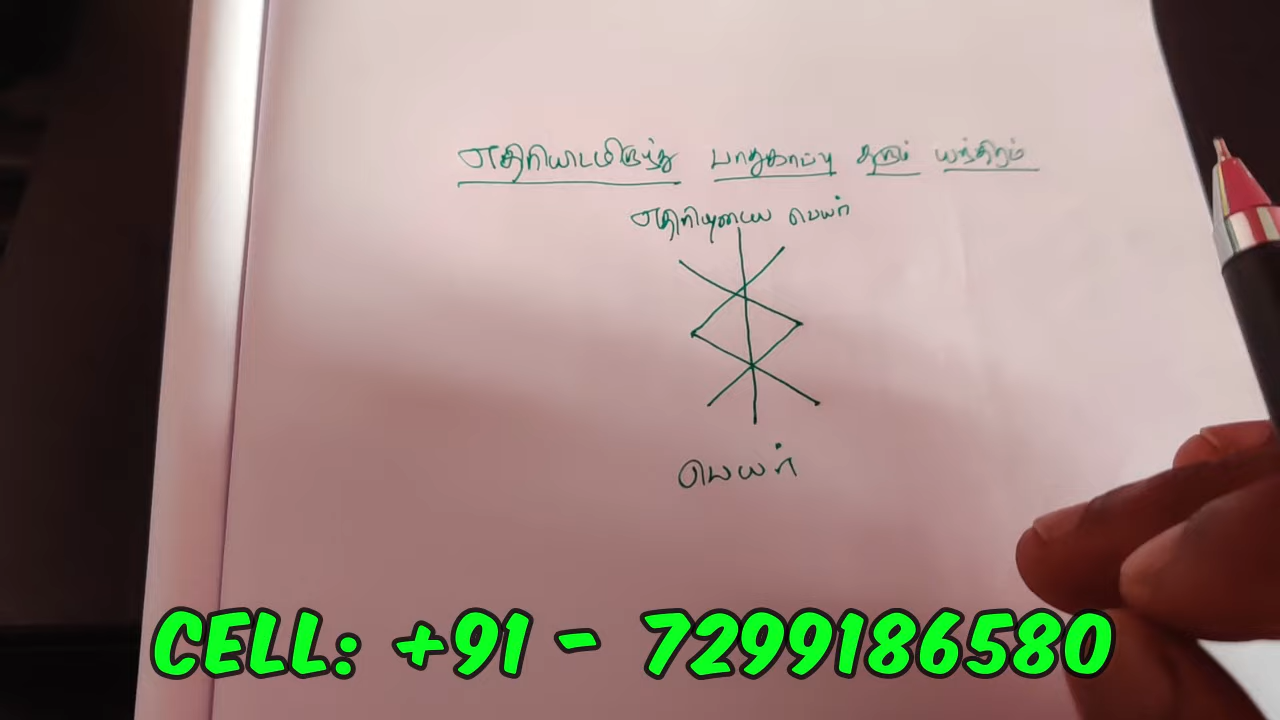 எதிரியிடமிருந்து பாதுகாப்பு தரும் யந்திரம்
எதிரியுடைய பெயர்
பெயர்
CELL: +91 - 7299186580